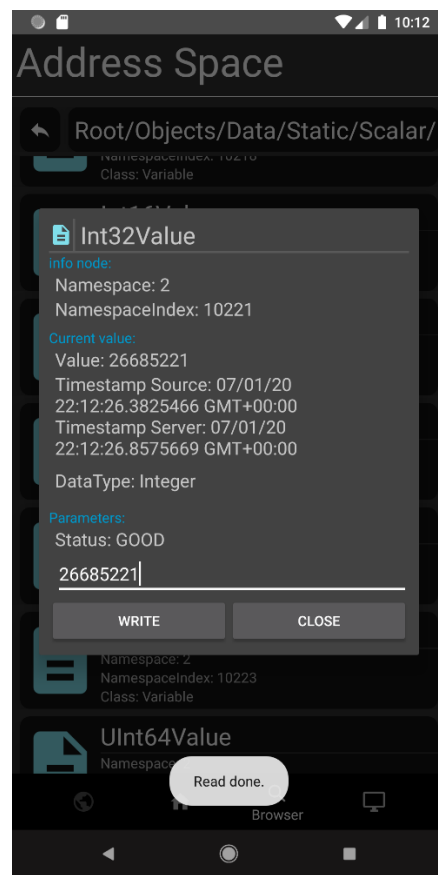 10:12
Address Space
Root/Objects/Data/Static/Scalar/
NamespaceIndex: 10216
Class: Variable
Int32Value
info node:
Namespace: 2
NamespaceIndex: 10221
Current value:
Value: 26685221
Timestamp Source: 07/01/20
22:12:26.3825466 GMT+00:00
Timestamp Server: 07/01/20
22:12:26.8575669 GMT+00:00
DataType: Integer
Parameters:
Status: GOOD
26685221
WRITE
CLOSE
Namespace: 2
NamespaceIndex: 10223
Class: Variable
UInt64Value
Namespace
Read done.
Browser